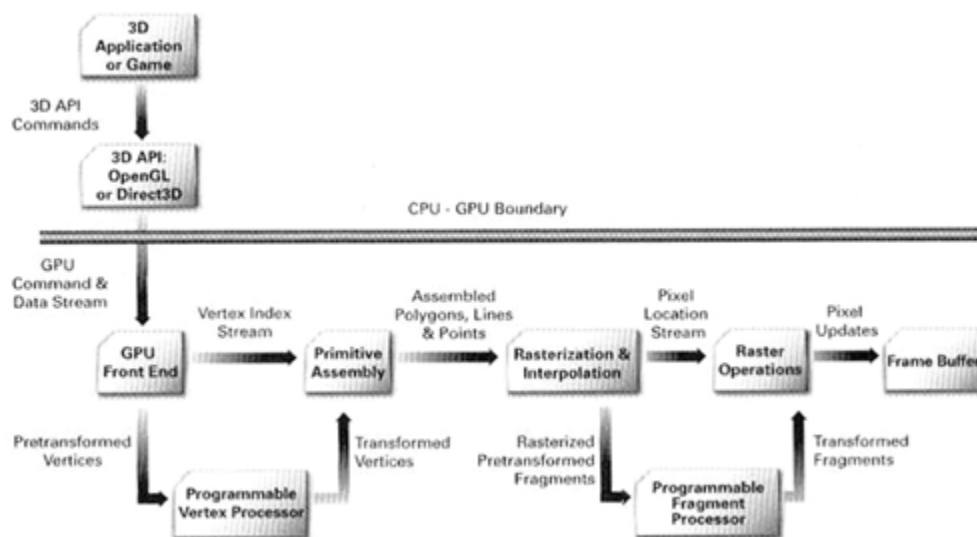 3D
Application
or Game
3D API
Commands
3D API:
OpenGL
or Direct3D
CPU - GPU Boundary
GPU
Command &
Data Stream
Vertex Index
Stream
Assembled
Polygons, Lines
& Points
Pixel
Location
Stream
Pixel
Updates
GPU
Front End
Primitive
Assembly
Rasterization &
Interpolation
Raster
Operations
Frame Buffer
Pretransformed
Vertices
Transformed
Vertices
Rasterized
Pretransformed
Fragments
Transformed
Fragments
Programmable
Vertex Processor
Programmable
Fragment
Processor